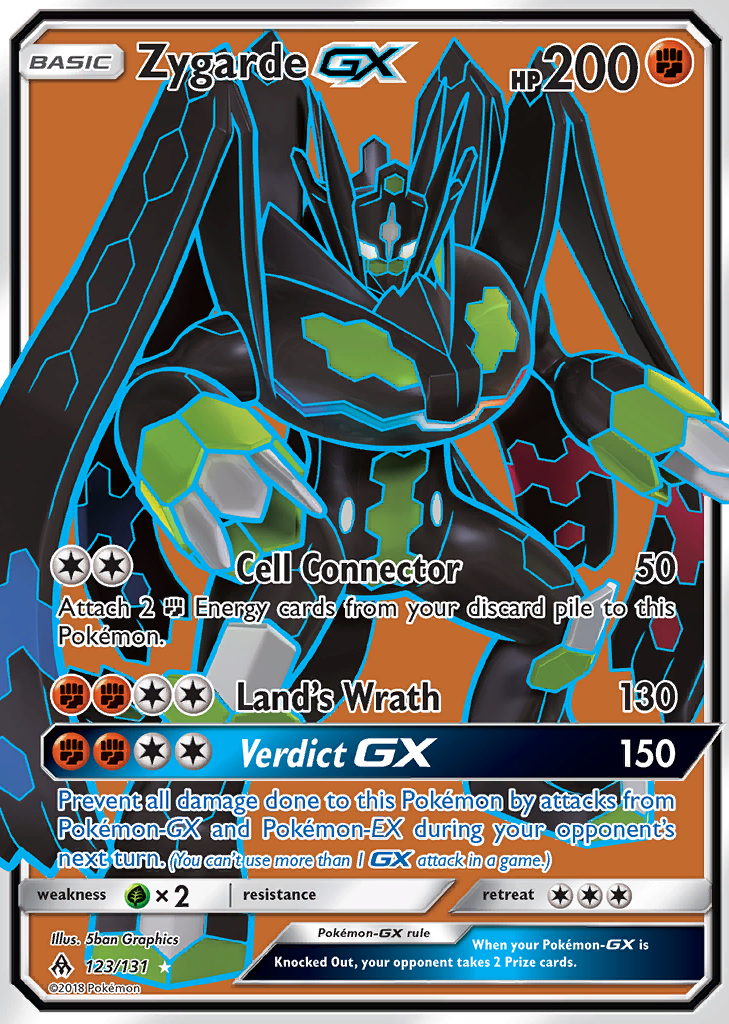 BASIC Zygarde GX HP 200
Cell Connector 50
Attach 2 Energy cards from your discard pile to this
Pokémon.
Land's Wrath 130
Verdict GX 150
Prevent all damage done to this Pokémon by attacks from
Pokémon-GX and Pokémon-EX during your opponent's
next turn. (You can't use more than 1 GX attack in a game.)
weakness × 2 resistance retreat
Illus. 5ban Graphics
123/131
©2018 Pokémon
Pokémon-GX rule
When your Pokémon-GX is
Knocked Out, your opponent takes 2 Prize cards.